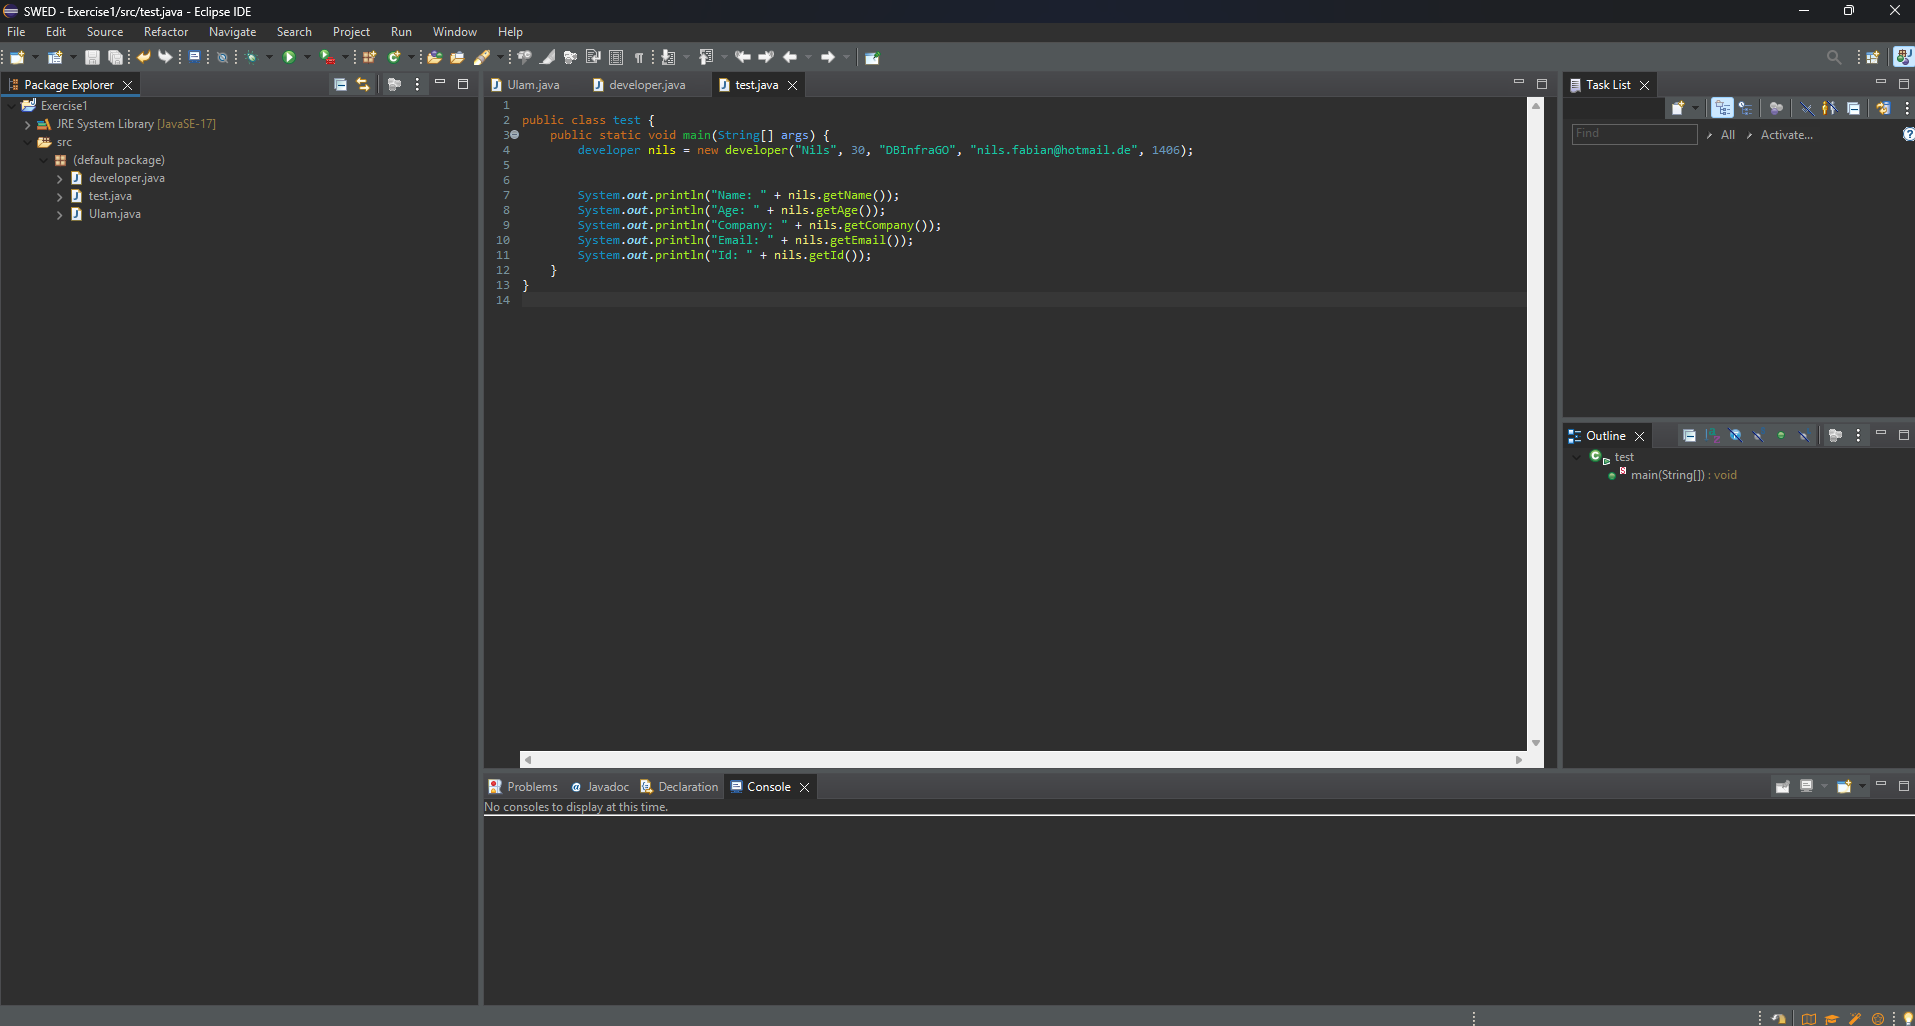 SWED - Exercise1/src/test.java - Eclipse IDE
File Edit Source Refactor Navigate Search Project Run Window Help
Package Explorer
Exercise1
JRE System Library [JavaSE-17]
src
(default package)
developer.java
test.java
Ulam.java
Ulam.java developer.java test.java
1
2 public class test {
3 public static void main(String[] args) {
4 developer nils = new developer("Nils", 30, "DBInfraGO", "nils.fabian@hotmail.de", 1406);
5
6
7 System.out.println("Name: " + nils.getName());
8 System.out.println("Age: " + nils.getAge());
9 System.out.println("Company: " + nils.getCompany());
10 System.out.println("Email: " + nils.getEmail());
11 System.out.println("Id: " + nils.getId());
12 }
13 }
14
Task List
Find All Activate...
Outline
test
main(String[]) : void
Problems Javadoc Declaration Console
No consoles to display at this time.